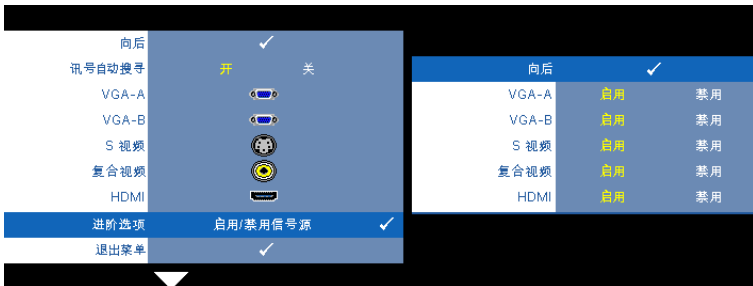 向后
讯号自动搜寻 开 关
VGA-A
VGA-B
S 视频
复合视频
HDMI
进阶选项 启用/禁用信号源
退出菜单
向后
VGA-A 启用 禁用
VGA-B 启用 禁用
S 视频 启用 禁用
复合视频 启用 禁用
HDMI 启用 禁用